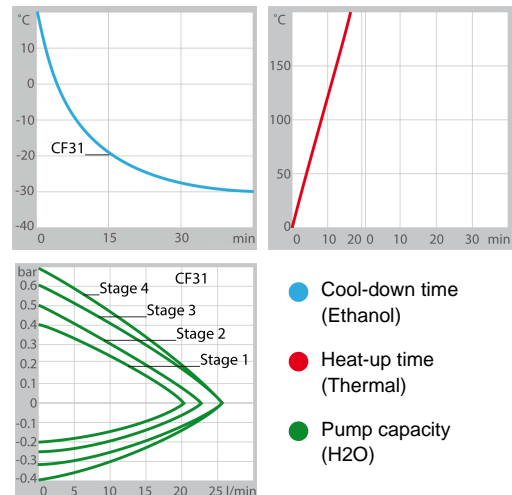 °C
10
0
-10
-20
-30
-40
CF31
0 15 30 min
°C
150
100
50
0
0 10 20 0 10 20 30 min
bar
0.6
0.5
0.4
0.3
0.2
0.1
0
-0.1
-0.2
-0.3
-0.4
CF31
Stage 4
Stage 3
Stage 2
Stage 1
0 5 10 15 20 25 l/min
Cool-down time
(Ethanol)
Heat-up time
(Thermal)
Pump capacity
(H2O)